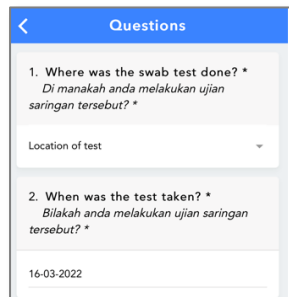 Questions
1. Where was the swab test done? *
Di manakah anda melakukan ujian
saringan tersebut? *
Location of test
2. When was the test taken? *
Bilakah anda melakukan ujian saringan
tersebut? *
16-03-2022